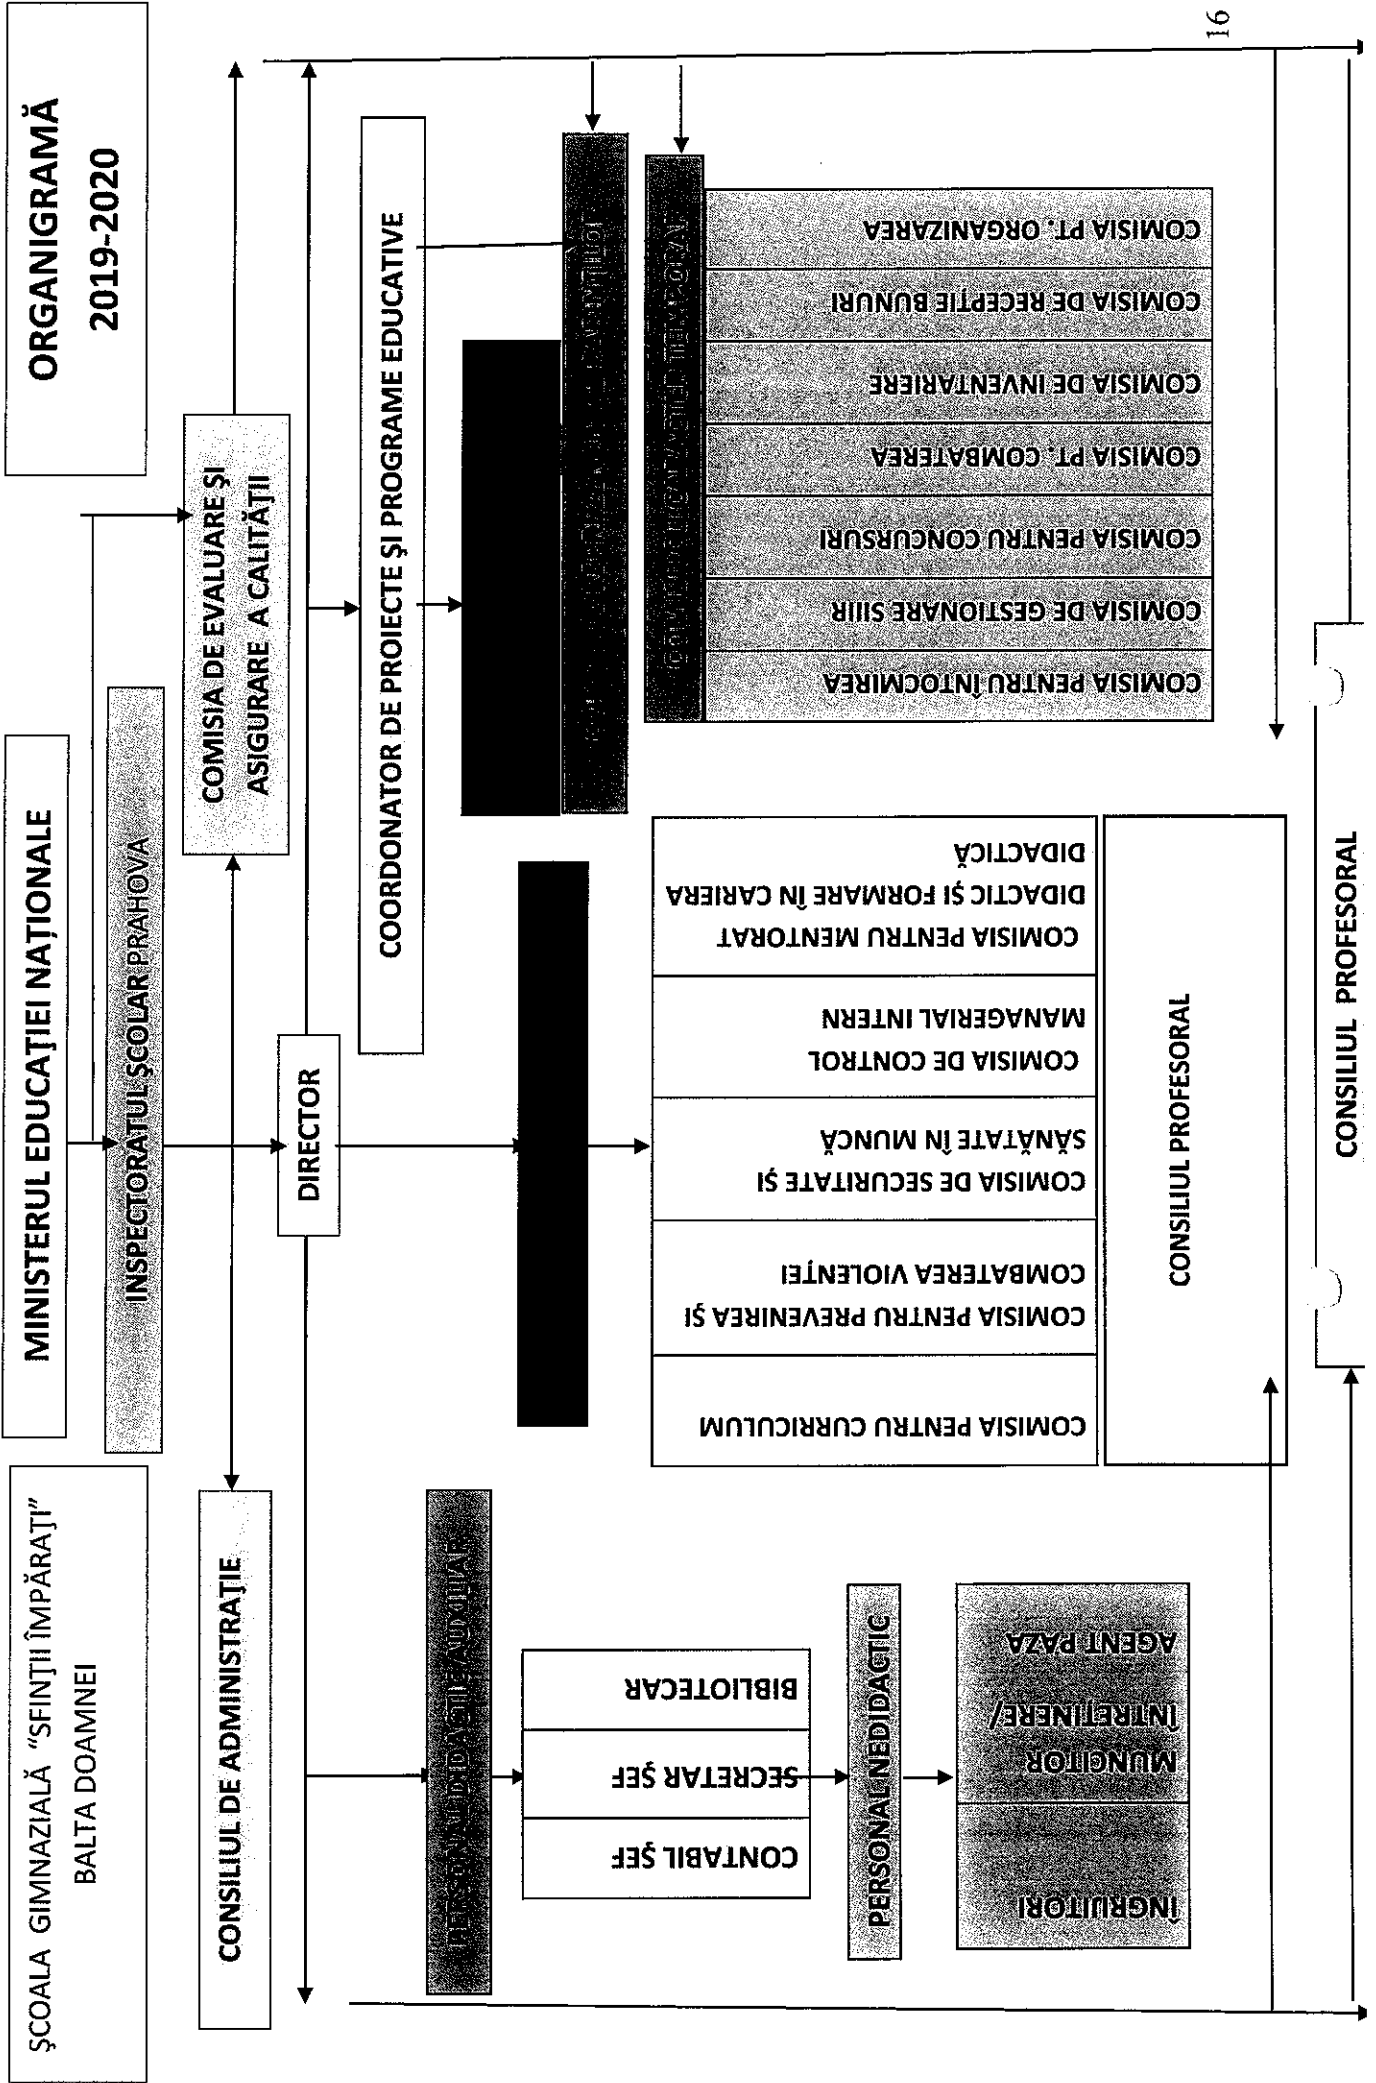 ŞCOALA GIMNAZIALĂ “SFINŢII ÎMPĂRAŢI”
BALTA DOAMNEI
MINISTERUL EDUCAŢIEI NAŢIONALE
ORGANIGRAMĂ
2019-2020
INSPECTORATUL ŞCOLAR PRAHOVA
CONSILIUL DE ADMINISTRAŢIE
COMISIA DE EVALUARE ŞI
ASIGURARE A CALITĂŢII
DIRECTOR
COORDONATOR DE PROIECTE ŞI PROGRAME EDUCATIVE
PERSONAL DIDACTIC AUXILIAR
CONTABIL ŞEF
SECRETAR ŞEF
BIBLIOTECAR
PERSONAL NEDIDACTIC
ÎNGRIJITORI
MUNCITOR
ÎNTREŢINERE/
AGENT PAZA
COMISIA PENTRU CURRICULUM
COMISIA PENTRU PREVENIREA ŞI
COMBATEREA VIOLENŢEI
COMISIA DE SECURITATE ŞI
SĂNĂTATE ÎN MUNCĂ
COMISIA DE CONTROL
MANAGERIAL INTERN
COMISIA PENTRU MENTORAT
DIDACTIC ŞI FORMARE ÎN CARIERA
DIDACTICĂ
CONSILIUL PROFESORAL
TEMPORAR
COMISIA PENTRU ÎNTOCMIREA
COMISIA DE GESTIONARE SIIIR
COMISIA PENTRU CONCURSURI
COMISIA PT. COMBATEREA
COMISIA DE INVENTARIERE
COMISIA DE RECEPŢIE BUNURI
COMISIA PT. ORGANIZAREA
CONSILIUL PROFESORAL
16